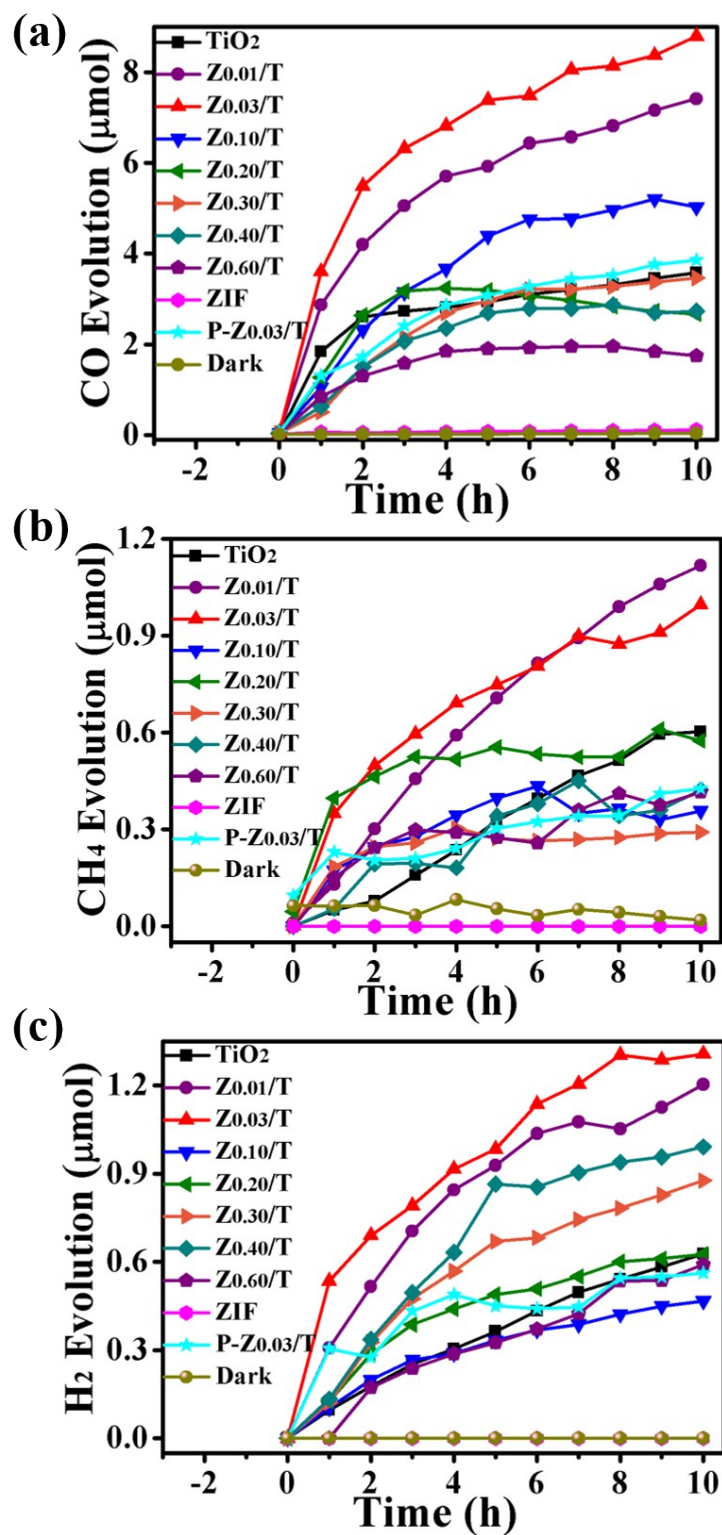 (a)
CO Evolution (μmol)
8
6
4
2
0
TiO2
Z0.01/T
Z0.03/T
Z0.10/T
Z0.20/T
Z0.30/T
Z0.40/T
Z0.60/T
ZIF
P-Z0.03/T
Dark
-2 0 2 4 6 8 10
Time (h)
(b)
CH4 Evolution (μmol)
1.2
0.9
0.6
0.3
0.0
TiO2
Z0.01/T
Z0.03/T
Z0.10/T
Z0.20/T
Z0.30/T
Z0.40/T
Z0.60/T
ZIF
P-Z0.03/T
Dark
-2 0 2 4 6 8 10
Time (h)
(c)
H2 Evolution (μmol)
1.2
0.9
0.6
0.3
0.0
TiO2
Z0.01/T
Z0.03/T
Z0.10/T
Z0.20/T
Z0.30/T
Z0.40/T
Z0.60/T
ZIF
P-Z0.03/T
Dark
-2 0 2 4 6 8 10
Time (h)